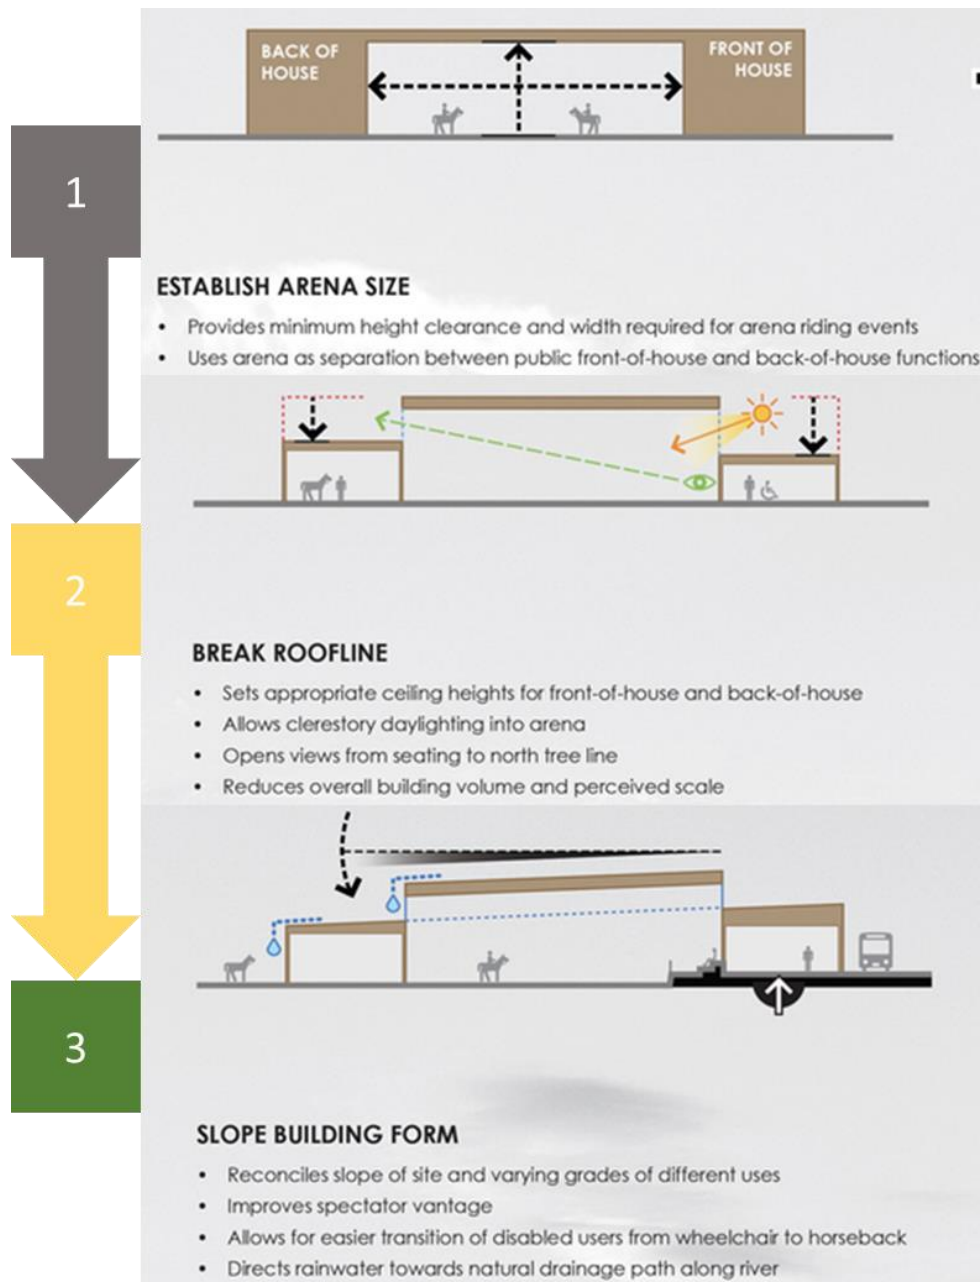 BACK OF
HOUSE
FRONT OF
HOUSE
1
ESTABLISH ARENA SIZE
• Provides minimum height clearance and width required for arena riding events
• Uses arena as separation between public front-of-house and back-of-house functions
2
BREAK ROOFLINE
• Sets appropriate ceiling heights for front-of-house and back-of-house
• Allows clerestory daylighting into arena
• Opens views from seating to north tree line
• Reduces overall building volume and perceived scale
3
SLOPE BUILDING FORM
• Reconciles slope of site and varying grades of different uses
• Improves spectator vantage
• Allows for easier transition of disabled users from wheelchair to horseback
• Directs rainwater towards natural drainage path along river